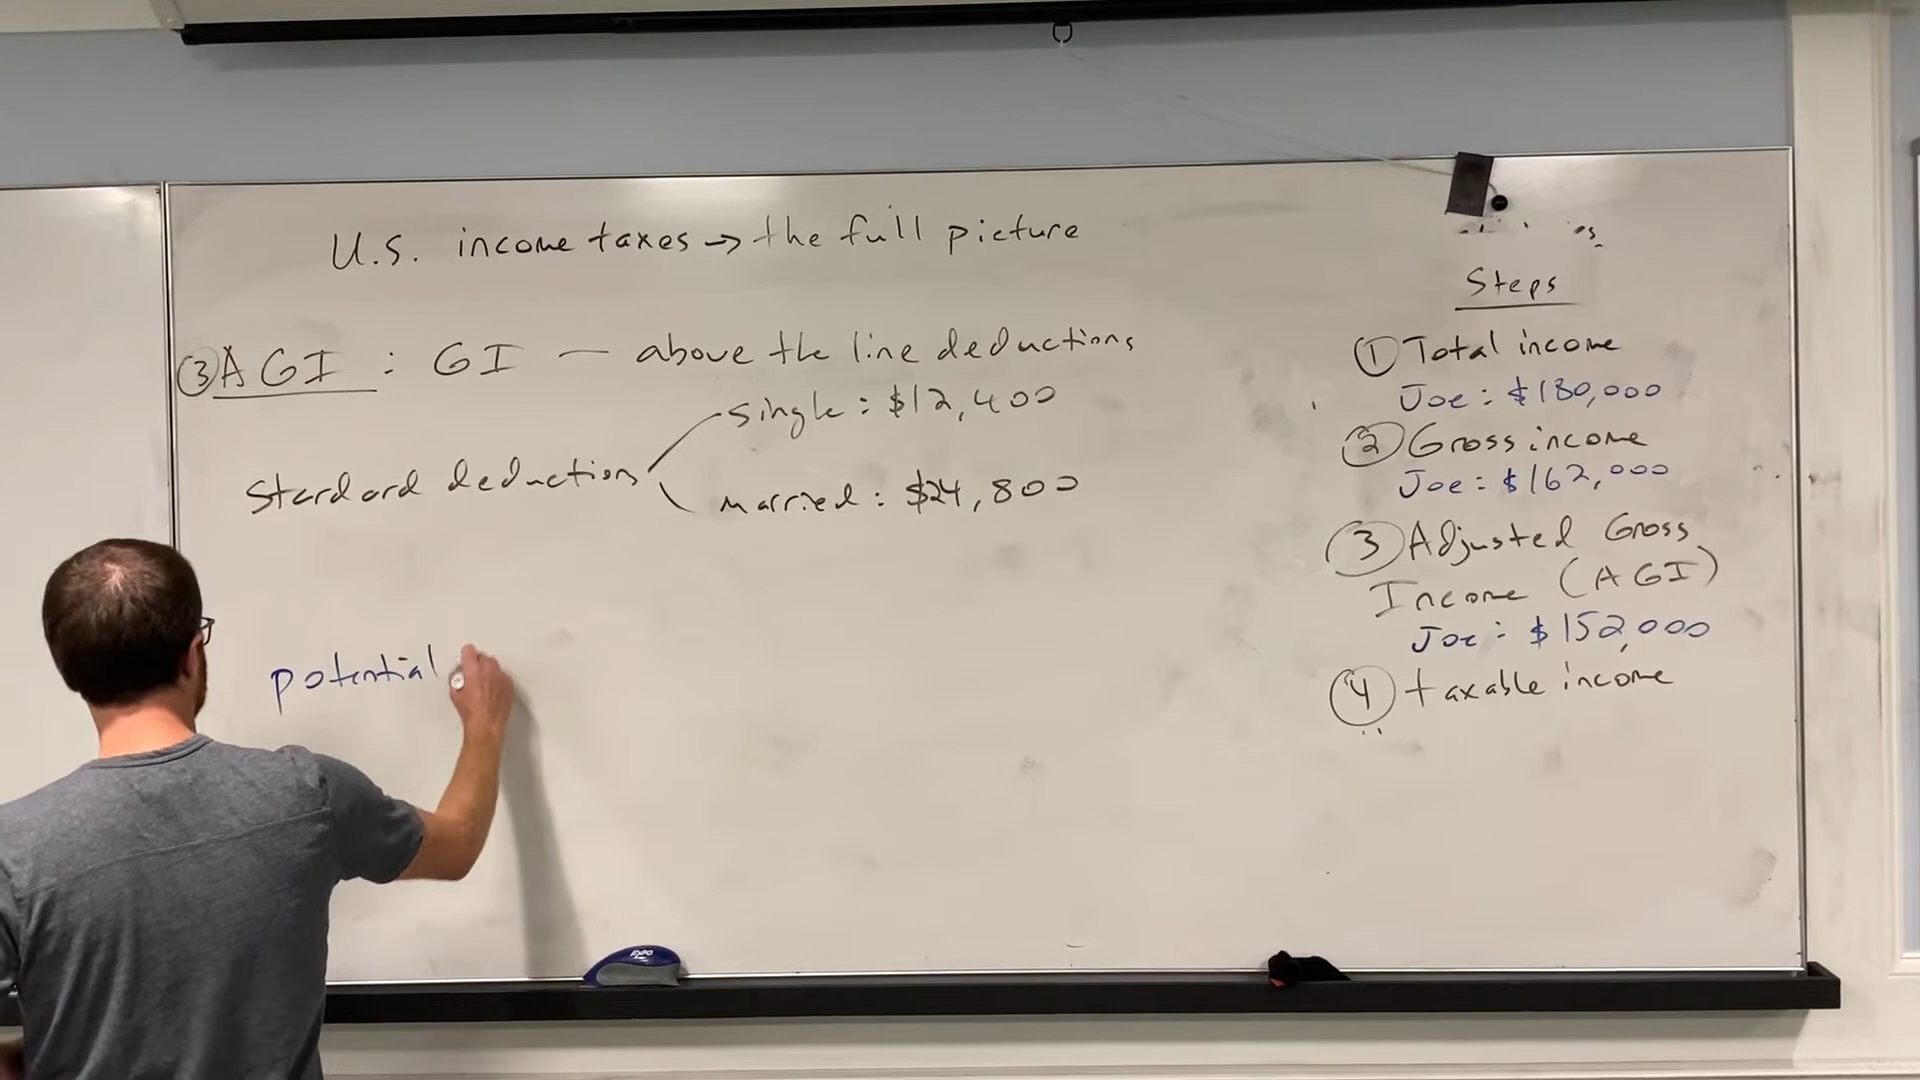 U.S. income taxes → the full picture
③ AGI : GI — above the line deductions
Single : $12,400
Standard deductions
Married : $24,800
potential
Steps
① Total income
Joe : $180,000
② Gross income
Joe : $162,000
③ Adjusted Gross
Income (AGI)
Joe : $152,000
④ taxable income
EXPO